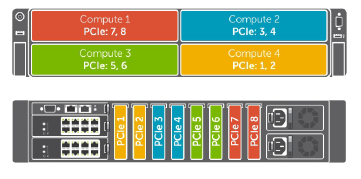 Compute 1
PCIe: 7, 8
Compute 2
PCIe: 3, 4
Compute 3
PCIe: 5, 6
Compute 4
PCIe: 1, 2
PCIe 1
PCIe 2
PCIe 3
PCIe 4
PCIe 5
PCIe 6
PCIe 7
PCIe 8